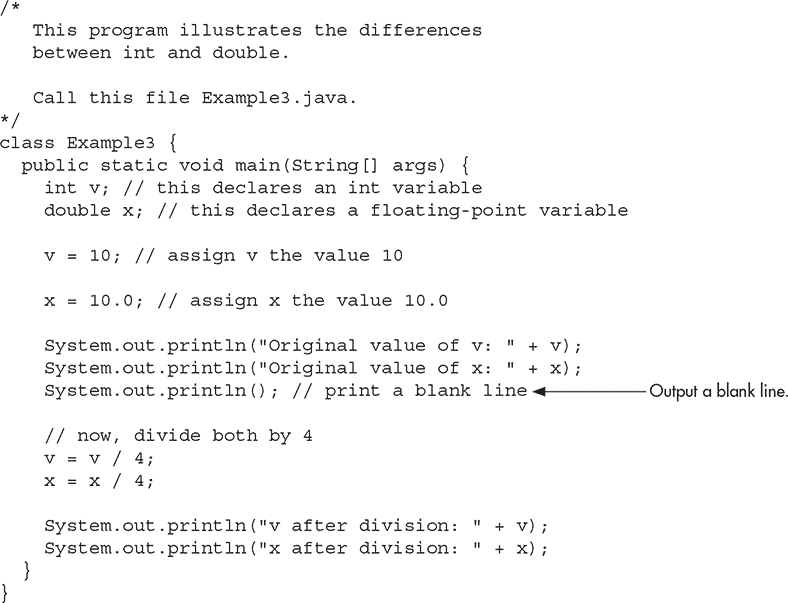 /*
   This program illustrates the differences
   between int and double.

   Call this file Example3.java.
*/
class Example3 {
  public static void main(String[] args) {
    int v; // this declares an int variable
    double x; // this declares a floating-point variable

    v = 10; // assign v the value 10

    x = 10.0; // assign x the value 10.0

    System.out.println("Original value of v: " + v);
    System.out.println("Original value of x: " + x);
    System.out.println(); // print a blank line Output a blank line.

    // now, divide both by 4
    v = v / 4;
    x = x / 4;

    System.out.println("v after division: " + v);
    System.out.println("x after division: " + x);
  }
}